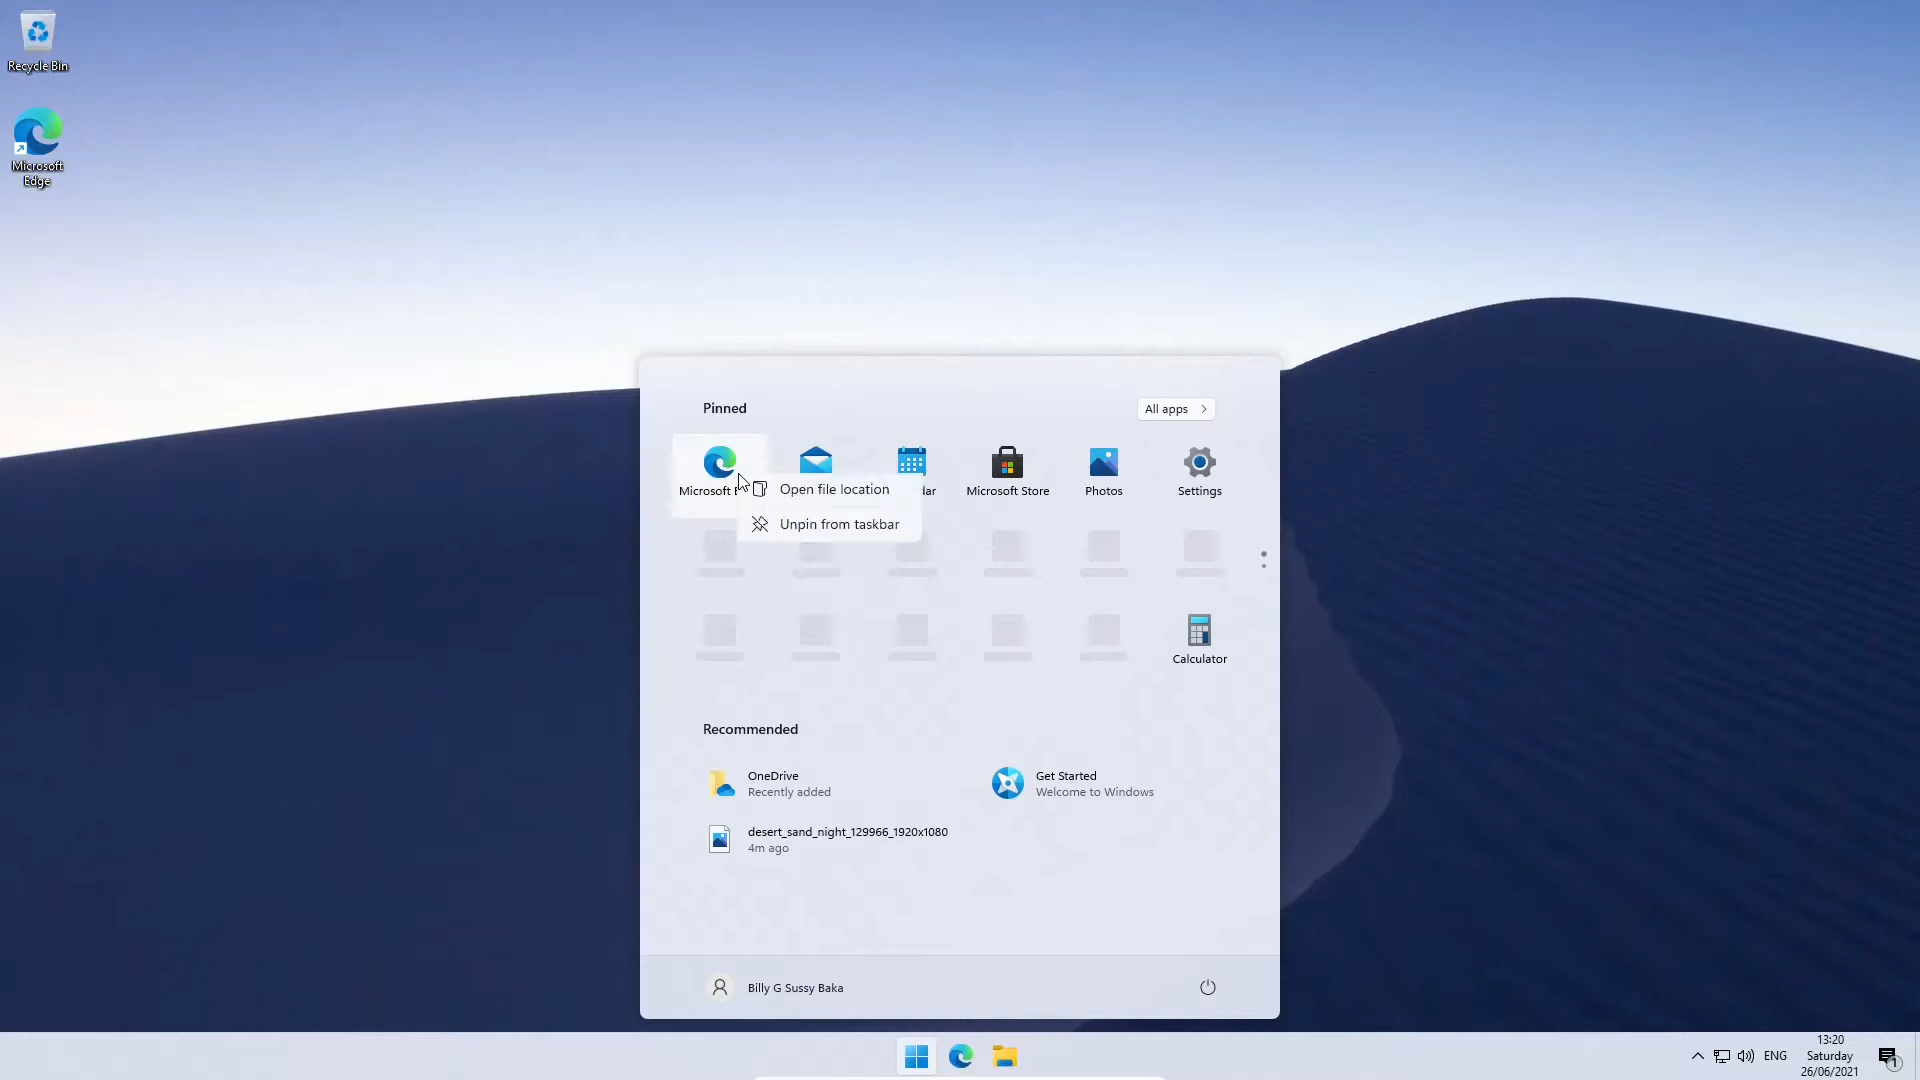 Recycle Bin
Microsoft
Edge
Pinned
All apps
Microsoft
Microsoft Store
Photos
Settings
Open file location
Unpin from taskbar
Calculator
Recommended
OneDrive
Recently added
Get Started
Welcome to Windows
desert_sand_night_129966_1920x1080
4m ago
Billy G Sussy Baka
ENG
13:20
Saturday
26/06/2021
1